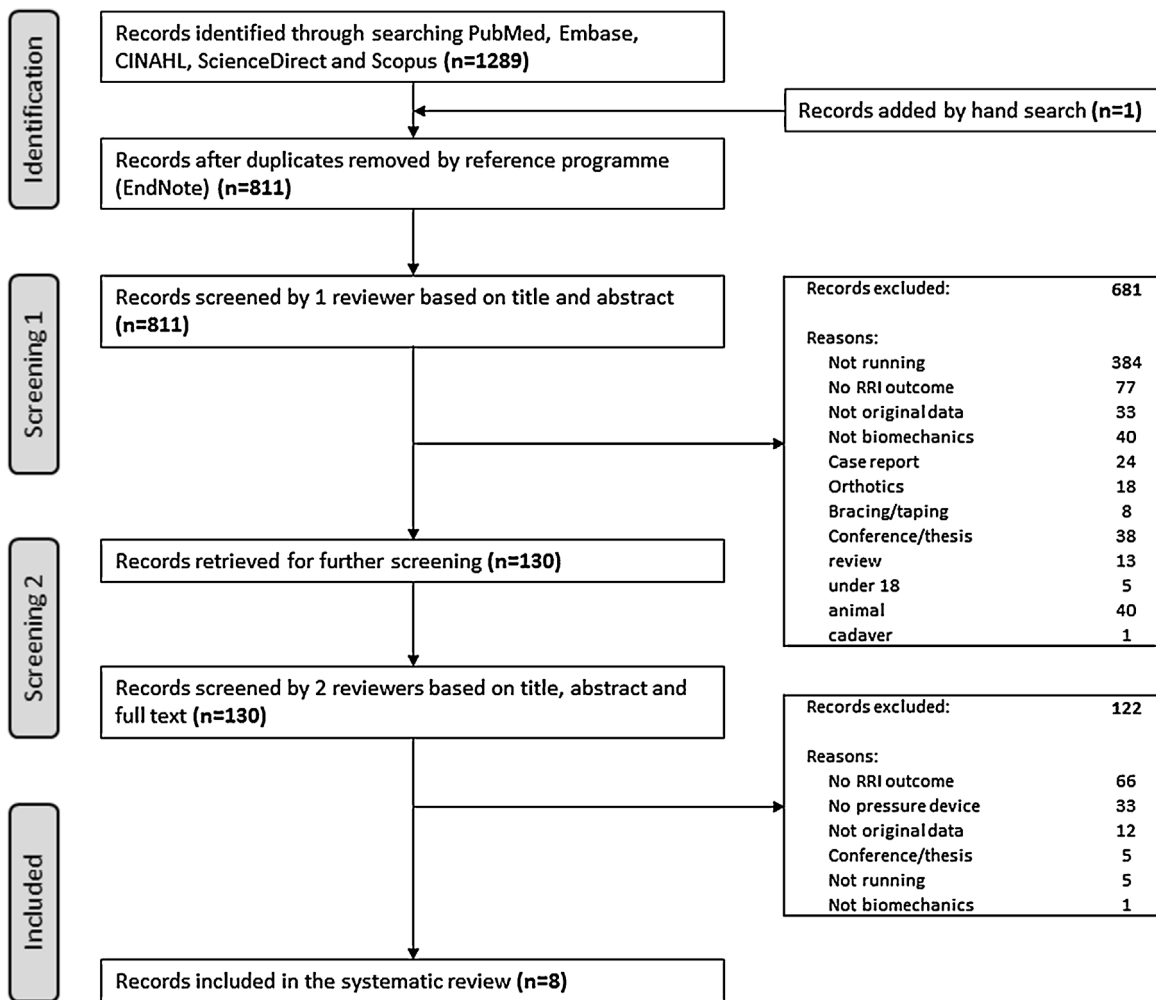 Identification
Records identified through searching PubMed, Embase,
CINAHL, ScienceDirect and Scopus (n=1289)
Records added by hand search (n=1)
Records after duplicates removed by reference programme
(EndNote) (n=811)
Screening 1
Records screened by 1 reviewer based on title and abstract
(n=811)
Records excluded: 681
Reasons:
Not running 384
No RRI outcome 77
Not original data 33
Not biomechanics 40
Case report 24
Orthotics 18
Bracing/taping 8
Conference/thesis 38
review 13
under 18 5
animal 40
cadaver 1
Screening 2
Records retrieved for further screening (n=130)
Records screened by 2 reviewers based on title, abstract and
full text (n=130)
Records excluded: 122
Reasons:
No RRI outcome 66
No pressure device 33
Not original data 12
Conference/thesis 5
Not running 5
Not biomechanics 1
Included
Records included in the systematic review (n=8)